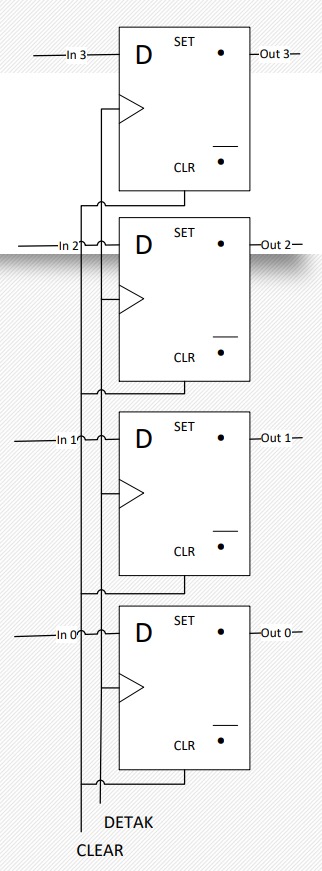 SET
In 3
D
Out 3
CLR
SET
In 2
D
Out 2
CLR
SET
In 1
D
Out 1
CLR
SET
In 0
D
Out 0
CLR
DETAK
CLEAR